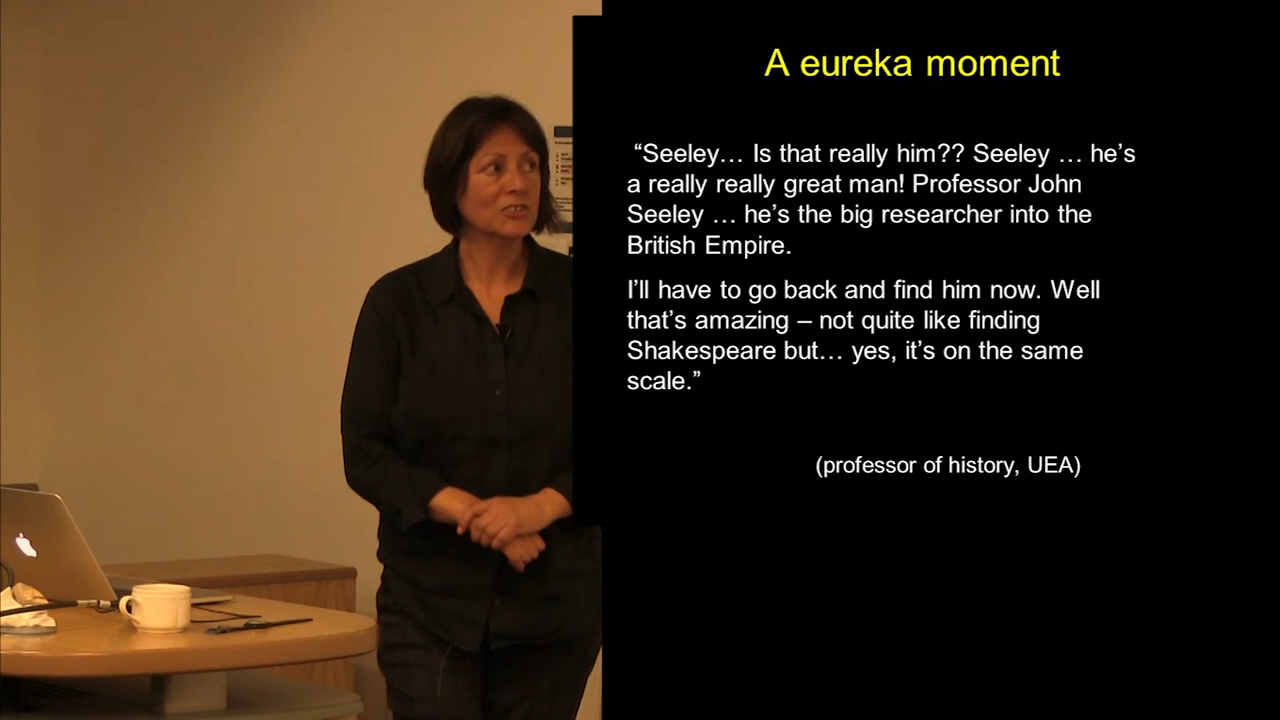 A eureka moment
“Seeley… Is that really him?? Seeley … he’s
a really really great man! Professor John
Seeley … he’s the big researcher into the
British Empire.
I’ll have to go back and find him now. Well
that’s amazing – not quite like finding
Shakespeare but… yes, it’s on the same
scale.”
(professor of history, UEA)